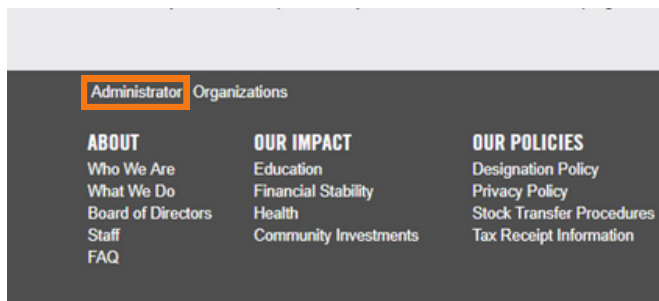 Administrator Organizations
ABOUT
Who We Are
What We Do
Board of Directors
Staff
FAQ
OUR IMPACT
Education
Financial Stability
Health
Community Investments
OUR POLICIES
Designation Policy
Privacy Policy
Stock Transfer Procedures
Tax Receipt Information